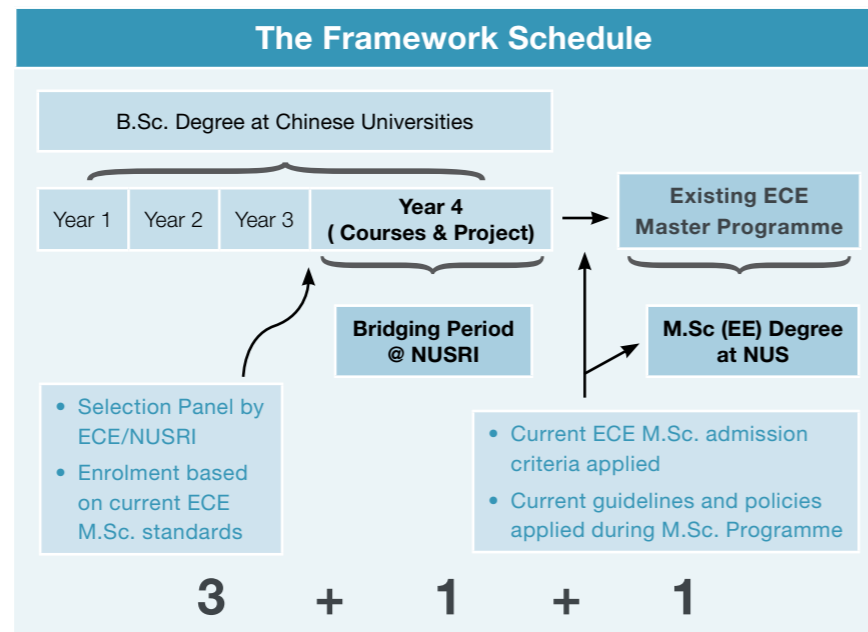 The Framework Schedule
B.Sc. Degree at Chinese Universities
Year 1
Year 2
Year 3
Year 4
( Courses & Project)
Existing ECE
Master Programme
Bridging Period
@ NUSRI
M.Sc (EE) Degree
at NUS
• Selection Panel by
ECE/NUSRI
• Enrolment based
on current ECE
M.Sc. standards
• Current ECE M.Sc. admission
criteria applied
• Current guidelines and policies
applied during M.Sc. Programme
3 + 1 + 1